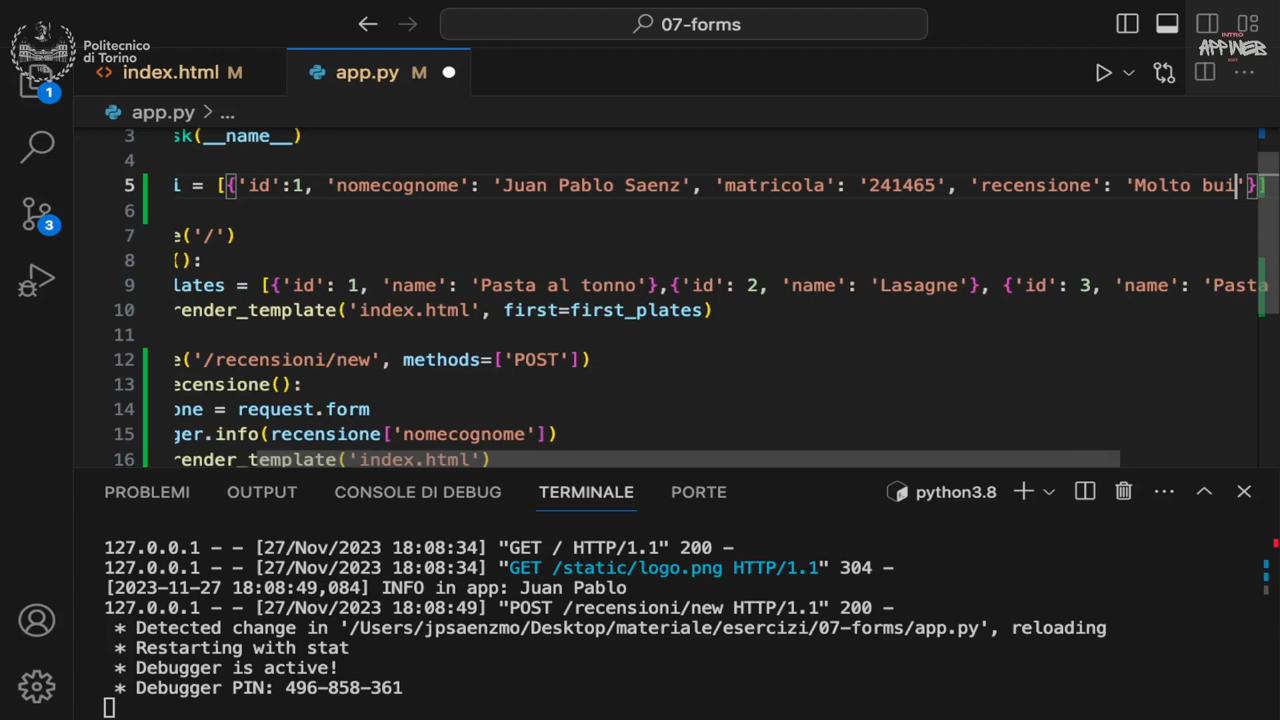 07-forms
Politecnico
di Torino
INTRO
APP WEB
index.html M
app.py M
1
app.py > ...
3 sk(__name__)
4
5 i = [{'id':1, 'nomecognome': 'Juan Pablo Saenz', 'matricola': '241465', 'recensione': 'Molto bui'}]
6
7 e('/')
8 ():
9 lates = [{'id': 1, 'name': 'Pasta al tonno'},{'id': 2, 'name': 'Lasagne'}, {'id': 3, 'name': 'Pasta
10 render_template('index.html', first=first_plates)
11
12 e('/recensioni/new', methods=['POST'])
13 ecensione():
14 one = request.form
15 ger.info(recensione['nomecognome'])
16 render_template('index.html')
3
PROBLEMI OUTPUT CONSOLE DI DEBUG TERMINALE PORTE python3.8
127.0.0.1 - - [27/Nov/2023 18:08:34] "GET / HTTP/1.1" 200 -
127.0.0.1 - - [27/Nov/2023 18:08:34] "GET /static/logo.png HTTP/1.1" 304 -
[2023-11-27 18:08:49,084] INFO in app: Juan Pablo
127.0.0.1 - - [27/Nov/2023 18:08:49] "POST /recensioni/new HTTP/1.1" 200 -
* Detected change in '/Users/jpsaenzmo/Desktop/materiale/esercizi/07-forms/app.py', reloading
* Restarting with stat
* Debugger is active!
* Debugger PIN: 496-858-361